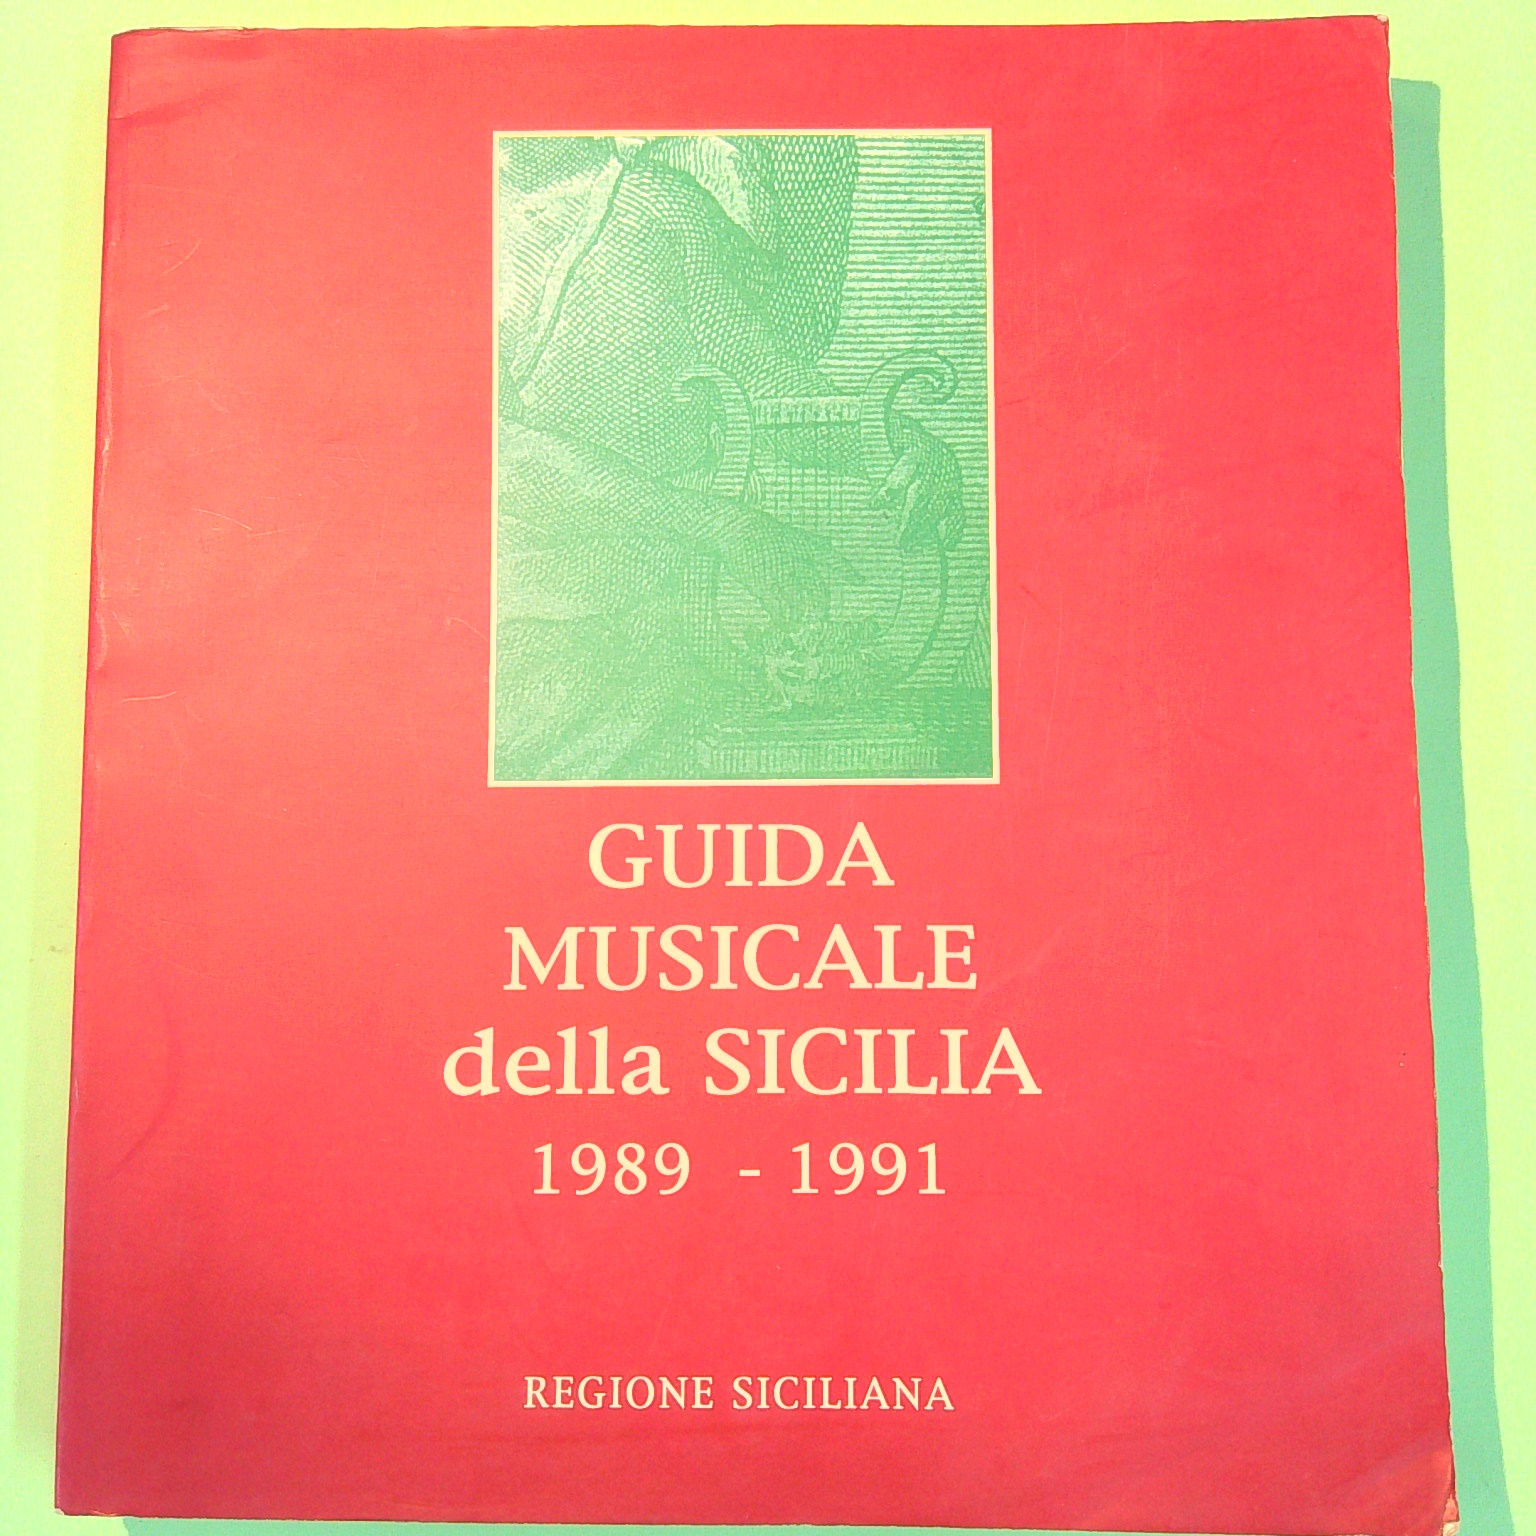 GUIDA
MUSICALE
della SICILIA
1989 - 1991
REGIONE SICILIANA